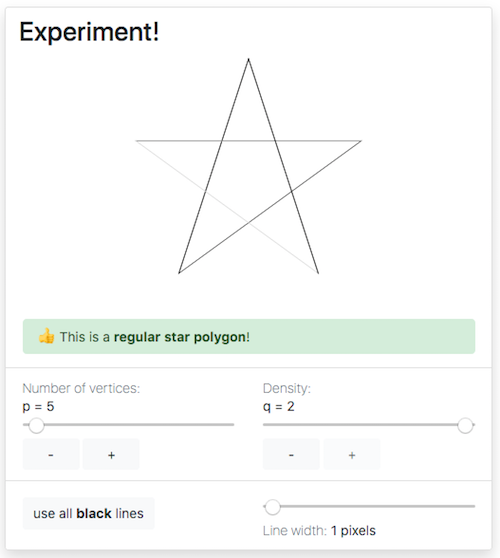 Experiment!
👍 This is a regular star polygon!
Number of vertices:
p = 5
Density:
q = 2
- +
- +
use all black lines
Line width: 1 pixels